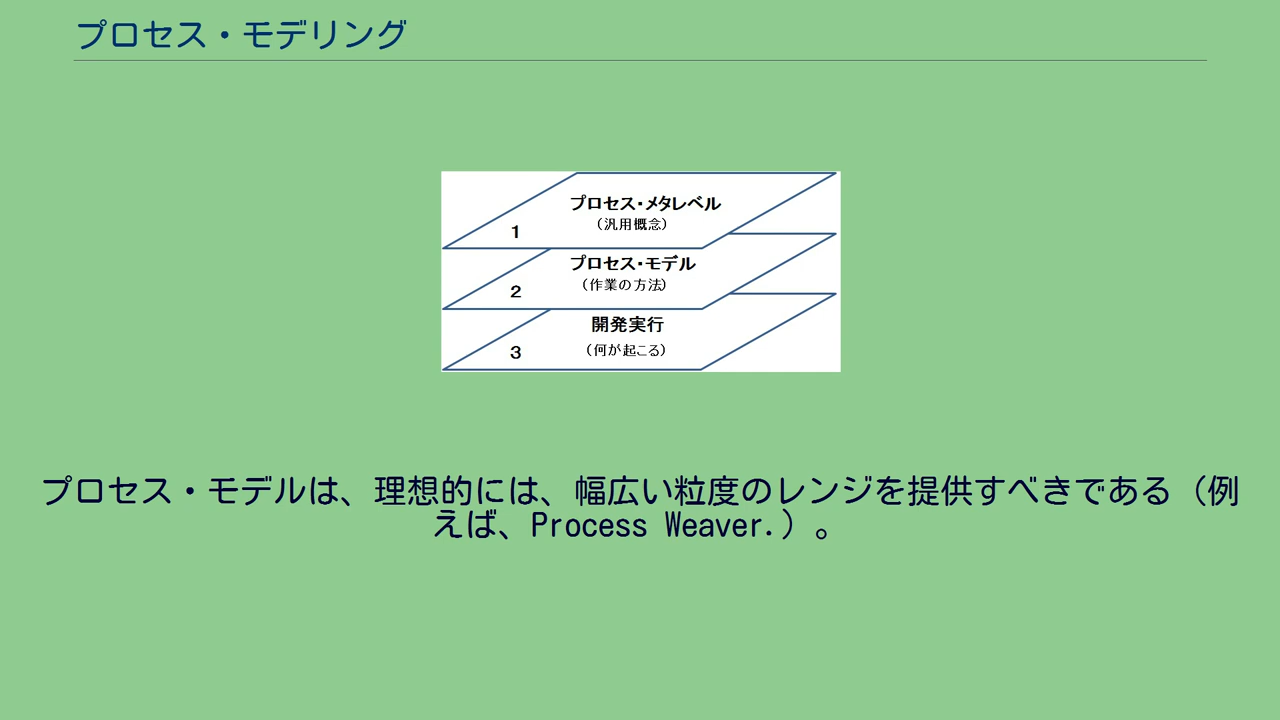 プロセス・モデリング
プロセス・メタレベル
(汎用概念)
1
プロセス・モデル
(作業の方法)
2
開発実行
(何が起こる)
3
プロセス・モデルは、理想的には、幅広い粒度のレンジを提供すべきである（例
えば、Process Weaver.）。